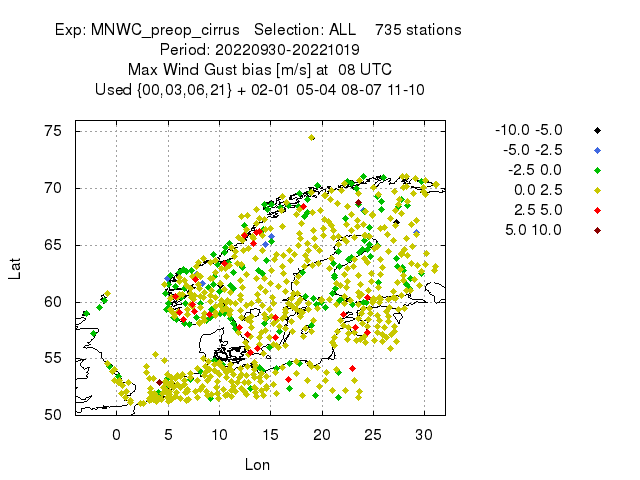 Exp: MNWC_preop_cirrus   Selection: ALL    735 stations
Period: 20220930-20221019
Max Wind Gust bias [m/s] at  08 UTC
Used {00,03,06,21} + 02-01 05-04 08-07 11-10
75
70
65
60
55
50
Lat
0 5 10 15 20 25 30
Lon
-10.0 -5.0
-5.0 -2.5
-2.5 0.0
0.0 2.5
2.5 5.0
5.0 10.0